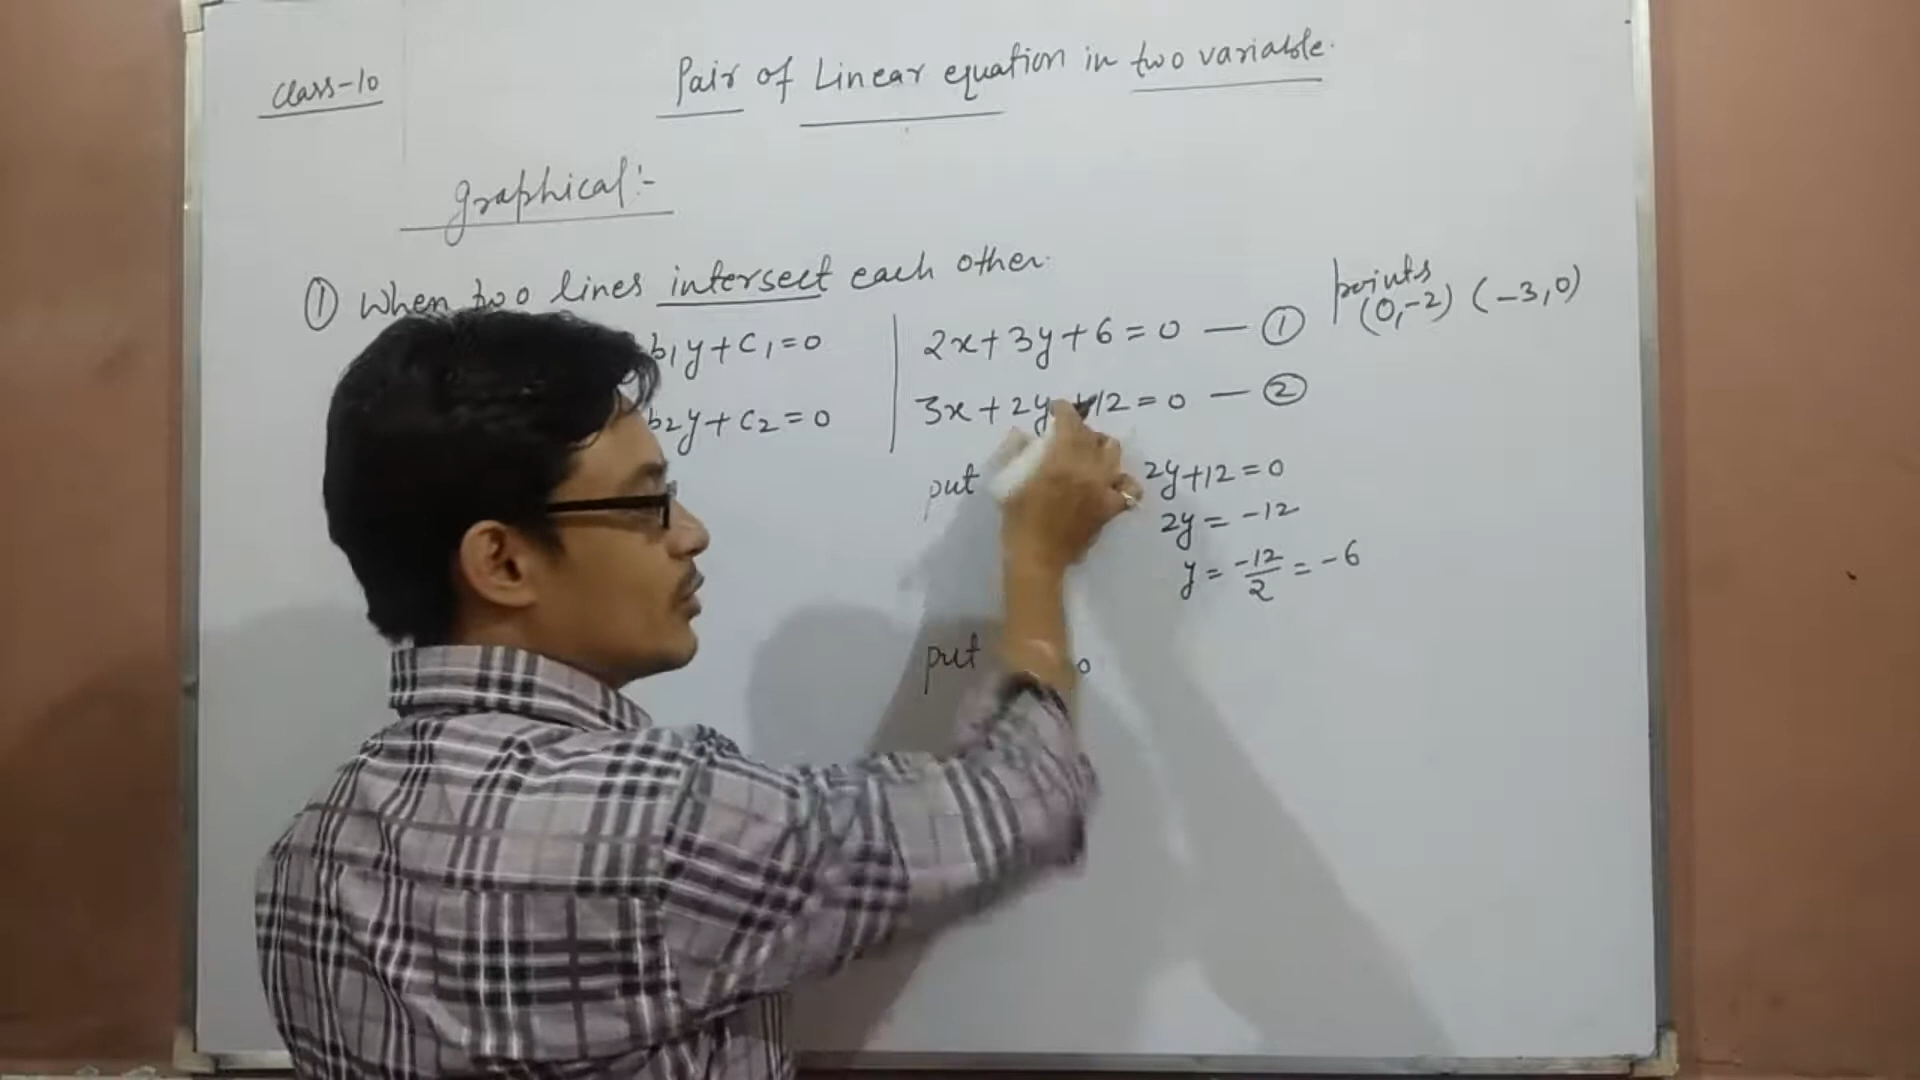 class-10
Pair of Linear equation in two variable.
graphical:-
① When two lines intersect each other.
b₁y+c₁=0
b₂y+c₂=0
2x+3y+6=0 — ①
3x+2y+12=0 — ②
points
(0,-2) (-3,0)
put
2y+12=0
2y = -12
y = -12/2 = -6
put 0